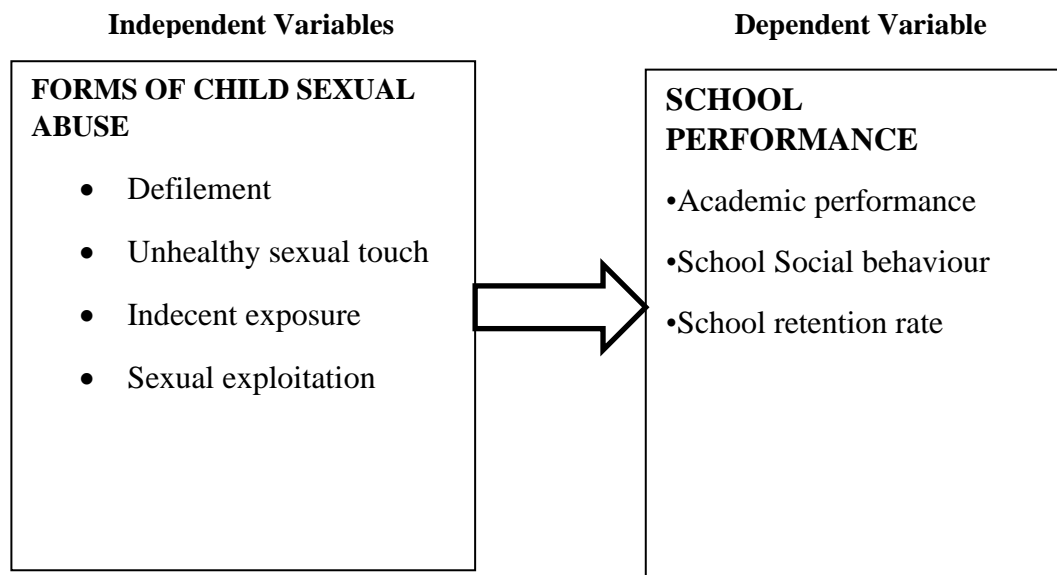 Independent Variables
Dependent Variable
FORMS OF CHILD SEXUAL
ABUSE
• Defilement
• Unhealthy sexual touch
• Indecent exposure
• Sexual exploitation
SCHOOL
PERFORMANCE
•Academic performance
•School Social behaviour
•School retention rate